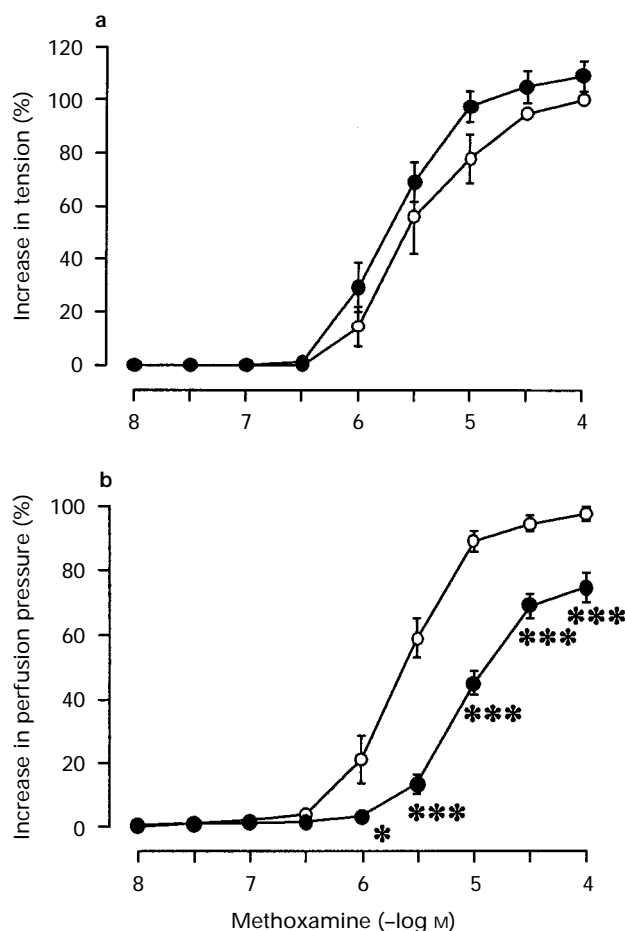 a
120
100
80
60
40
20
0
Increase in tension (%)
8 7 6 5 4
b
100
80
60
40
20
0
Increase in perfusion pressure (%)
*
***
***
***
***
8 7 6 5 4
Methoxamine (–log M)